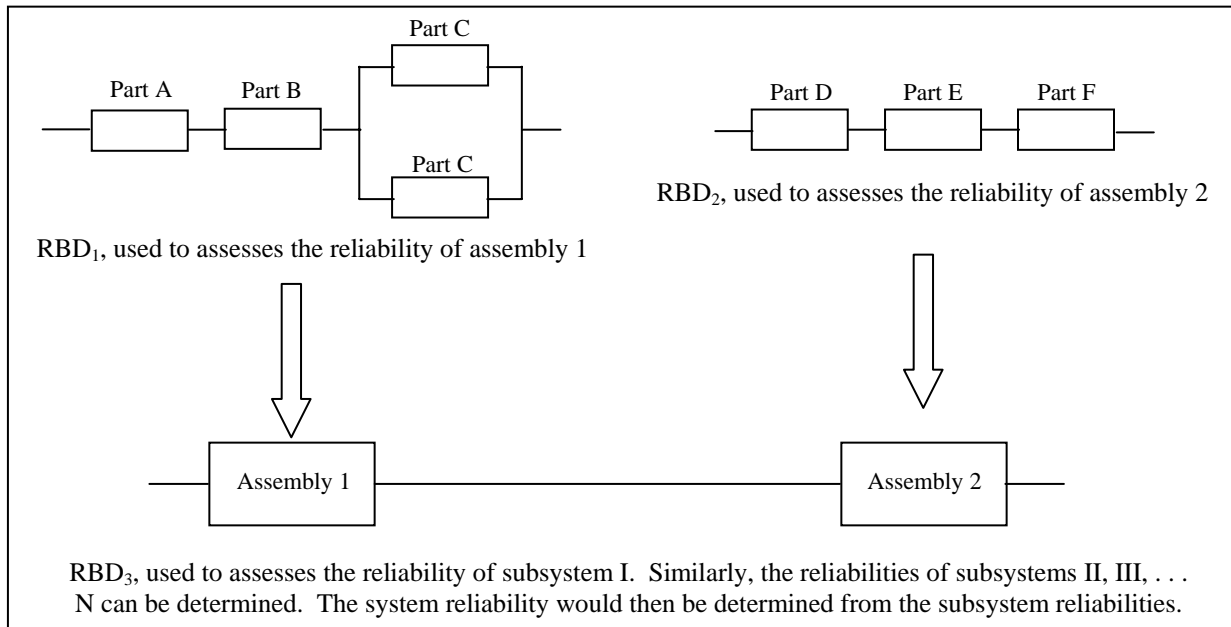 Part C
Part A
Part B
Part C
RBD₁, used to assesses the reliability of assembly 1
Part D
Part E
Part F
RBD₂, used to assesses the reliability of assembly 2
Assembly 1
Assembly 2
RBD₃, used to assesses the reliability of subsystem I. Similarly, the reliabilities of subsystems II, III, . . .
N can be determined. The system reliability would then be determined from the subsystem reliabilities.